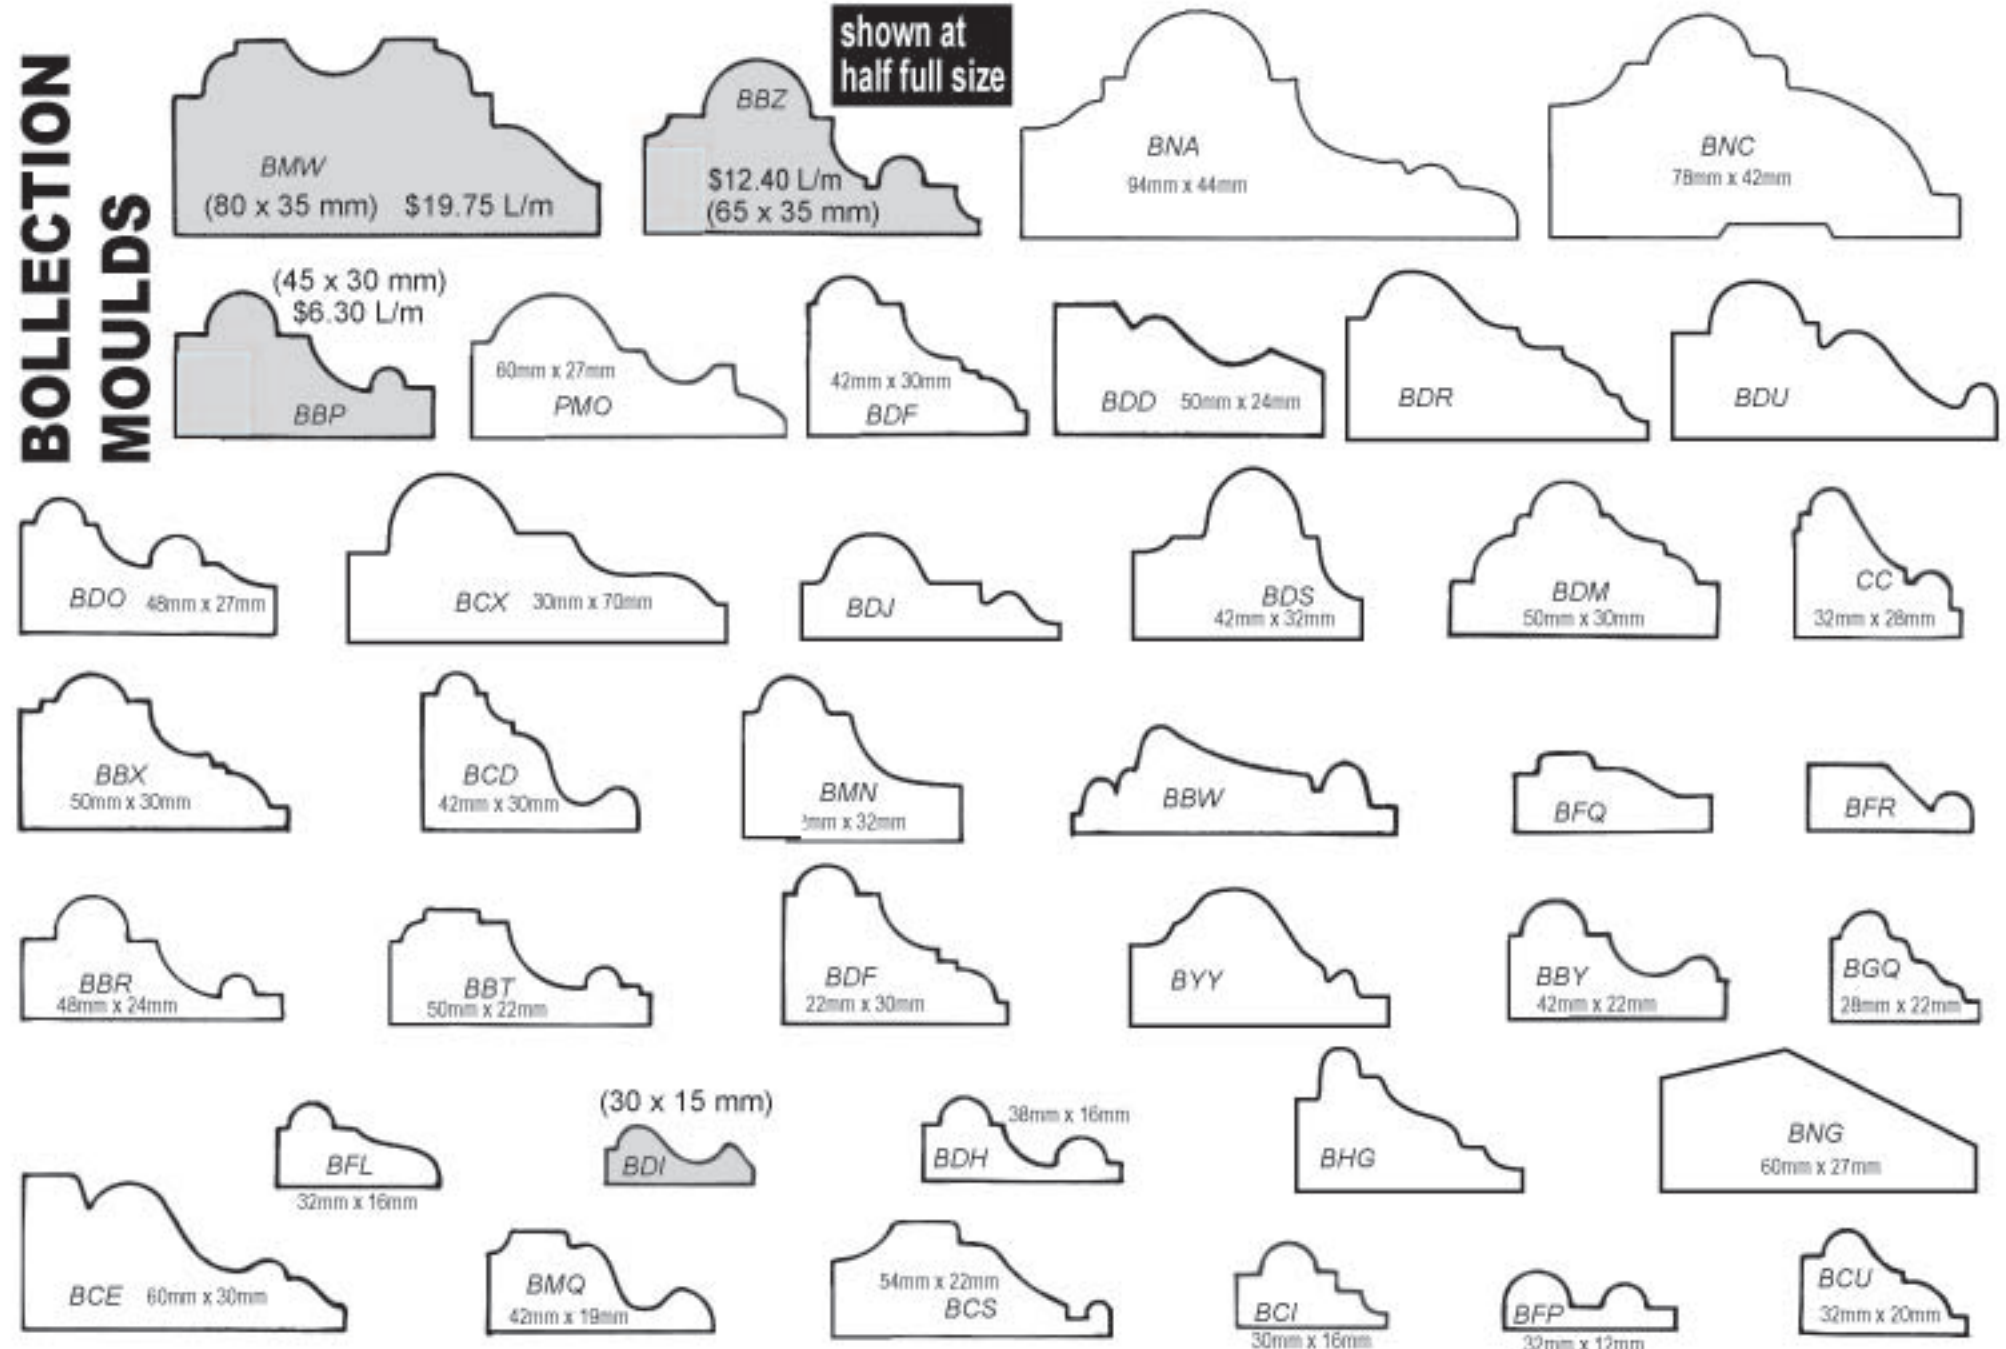 BOLLECTION
MOULDS
shown at
half full size
BMW
(80 x 35 mm) $19.75 L/m
BBZ
$12.40 L/m
(65 x 35 mm)
BNA
94mm x 44mm
BNC
78mm x 42mm
(45 x 30 mm)
$6.30 L/m
BBP
60mm x 27mm
PMO
42mm x 30mm
BDF
BDD 50mm x 24mm
BDR
BDU
BDO 48mm x 27mm
BCX 30mm x 70mm
BDJ
BDS
42mm x 32mm
BDM
50mm x 30mm
CC
32mm x 28mm
BBX
50mm x 30mm
BCD
42mm x 30mm
BMN
mm x 32mm
BBW
BFQ
BFR
BBR
48mm x 24mm
BBT
50mm x 22mm
BDF
22mm x 30mm
BYY
BBY
42mm x 22mm
BGQ
28mm x 22mm
BFL
32mm x 16mm
(30 x 15 mm)
BDI
38mm x 16mm
BDH
BHG
BNG
60mm x 27mm
BCE 60mm x 30mm
BMQ
42mm x 19mm
54mm x 22mm
BCS
BCI
30mm x 16mm
BFP
32mm x 12mm
BCU
32mm x 20mm